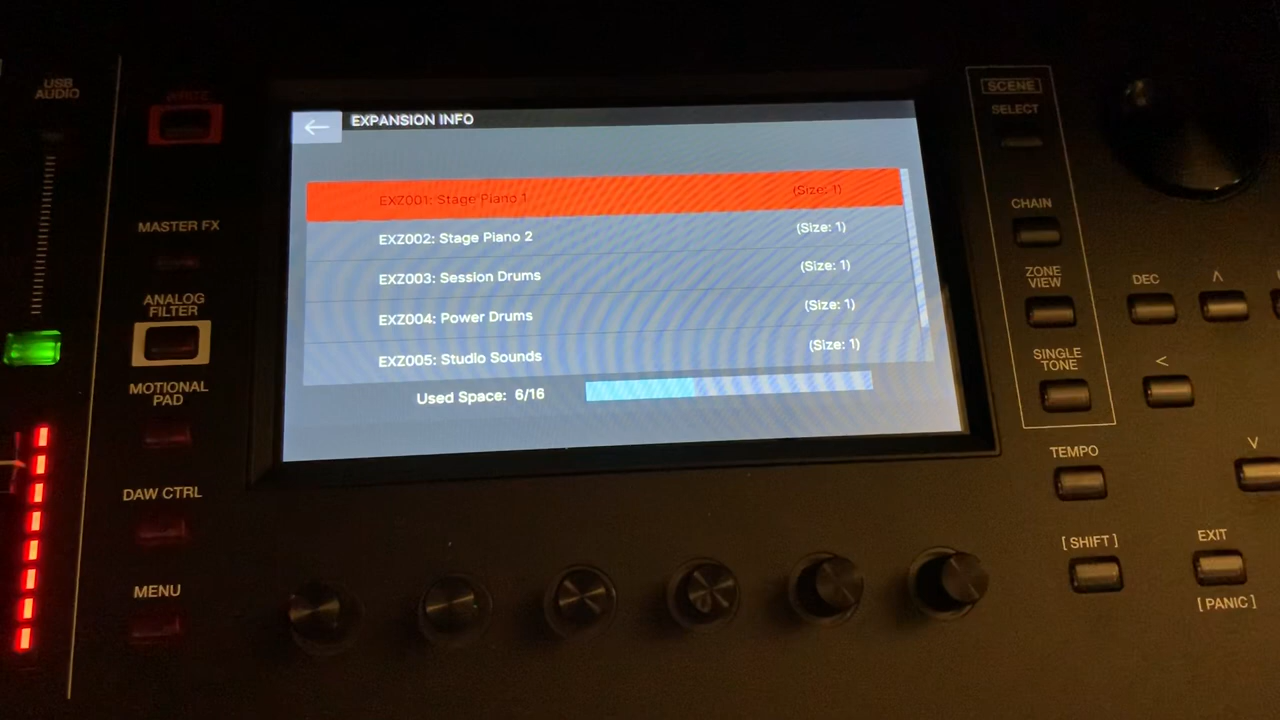 USB
AUDIO
WRITE
MASTER FX
ANALOG
FILTER
MOTIONAL
PAD
DAW CTRL
MENU
EXPANSION INFO
EXZ001: Stage Piano 1 (Size: 1)
EXZ002: Stage Piano 2 (Size: 1)
EXZ003: Session Drums (Size: 1)
EXZ004: Power Drums (Size: 1)
EXZ005: Studio Sounds (Size: 1)
Used Space: 6/16
SCENE
SELECT
CHAIN
ZONE
VIEW
SINGLE
TONE
TEMPO
[ SHIFT ]
DEC
EXIT
[ PANIC ]